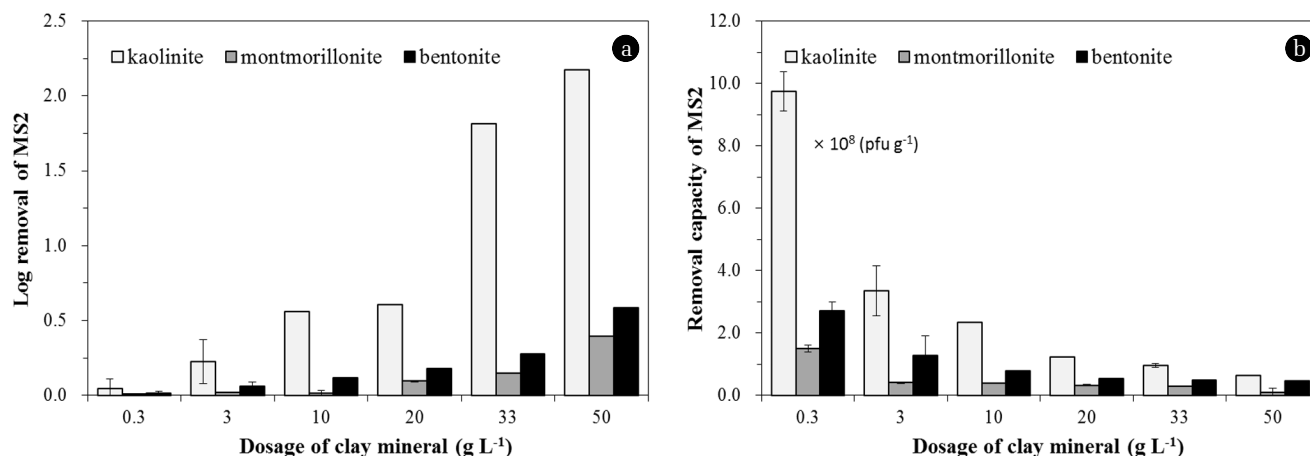 a
kaolinite montmorillonite bentonite
Log removal of MS2
2.5
2.0
1.5
1.0
0.5
0.0
0.3 3 10 20 33 50
Dosage of clay mineral (g L⁻¹)
b
kaolinite montmorillonite bentonite
× 10⁸ (pfu g⁻¹)
Removal capacity of MS2
12.0
10.0
8.0
6.0
4.0
2.0
0.0
0.3 3 10 20 33 50
Dosage of clay mineral (g L⁻¹)